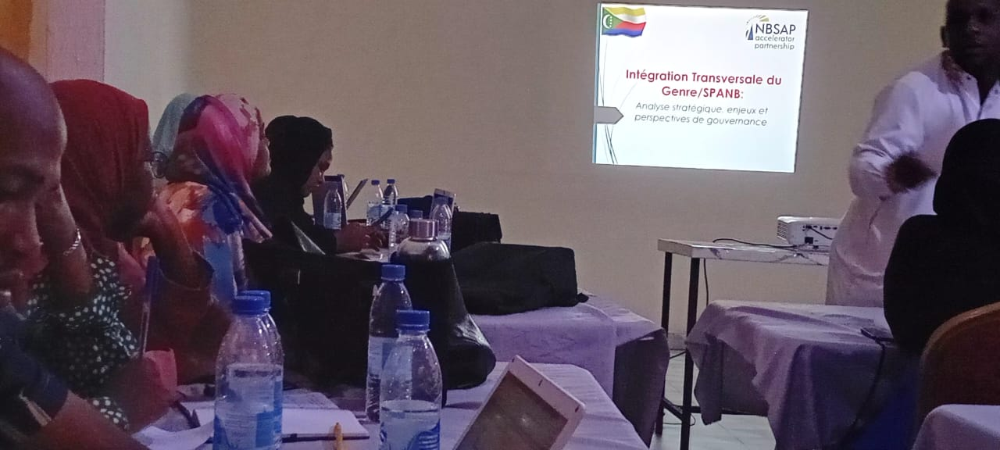 NBSAP
accelerator
partnership
Intégration Transversale du
Genre/SPANB:
Analyse stratégique, enjeux et
perspectives de gouvernance